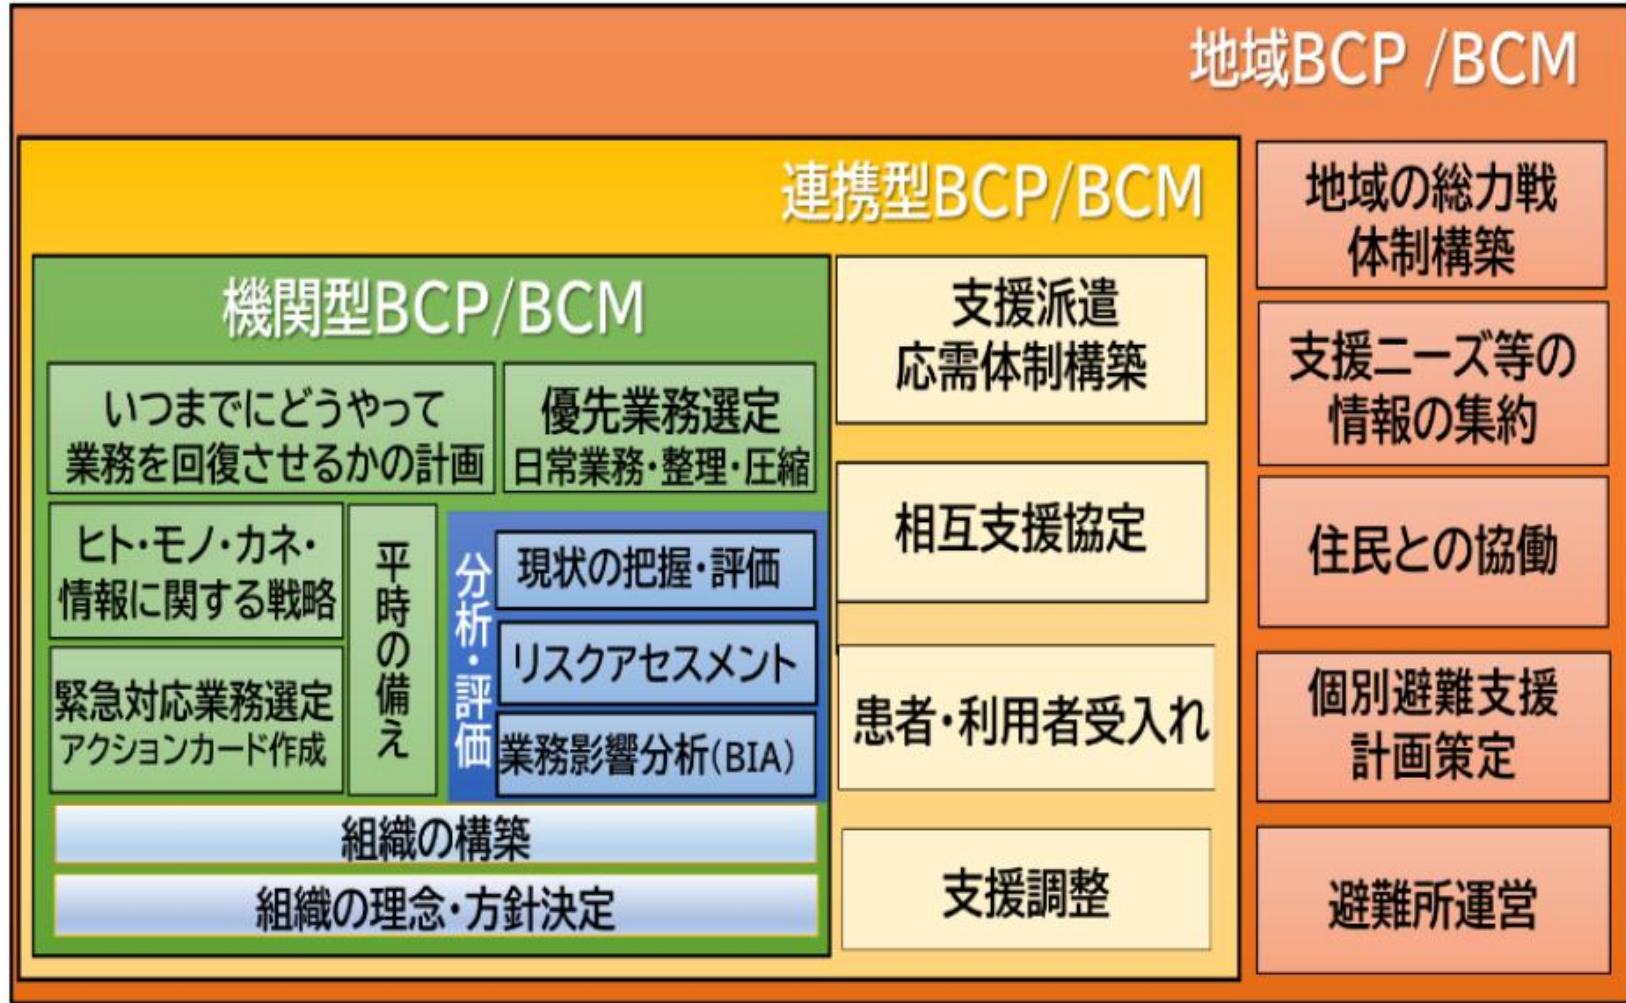 地域BCP /BCM
連携型BCP/BCM
機関型BCP/BCM
いつまでにどうやって
業務を回復させるかの計画
優先業務選定
日常業務・整理・圧縮
ヒト・モノ・カネ・
情報に関する戦略
緊急対応業務選定
アクションカード作成
平時の備え
分析・評価
現状の把握・評価
リスクアセスメント
業務影響分析(BIA)
組織の構築
組織の理念・方針決定
支援派遣
応需体制構築
相互支援協定
患者・利用者受入れ
支援調整
地域の総力戦
体制構築
支援ニーズ等の
情報の集約
住民との協働
個別避難支援
計画策定
避難所運営